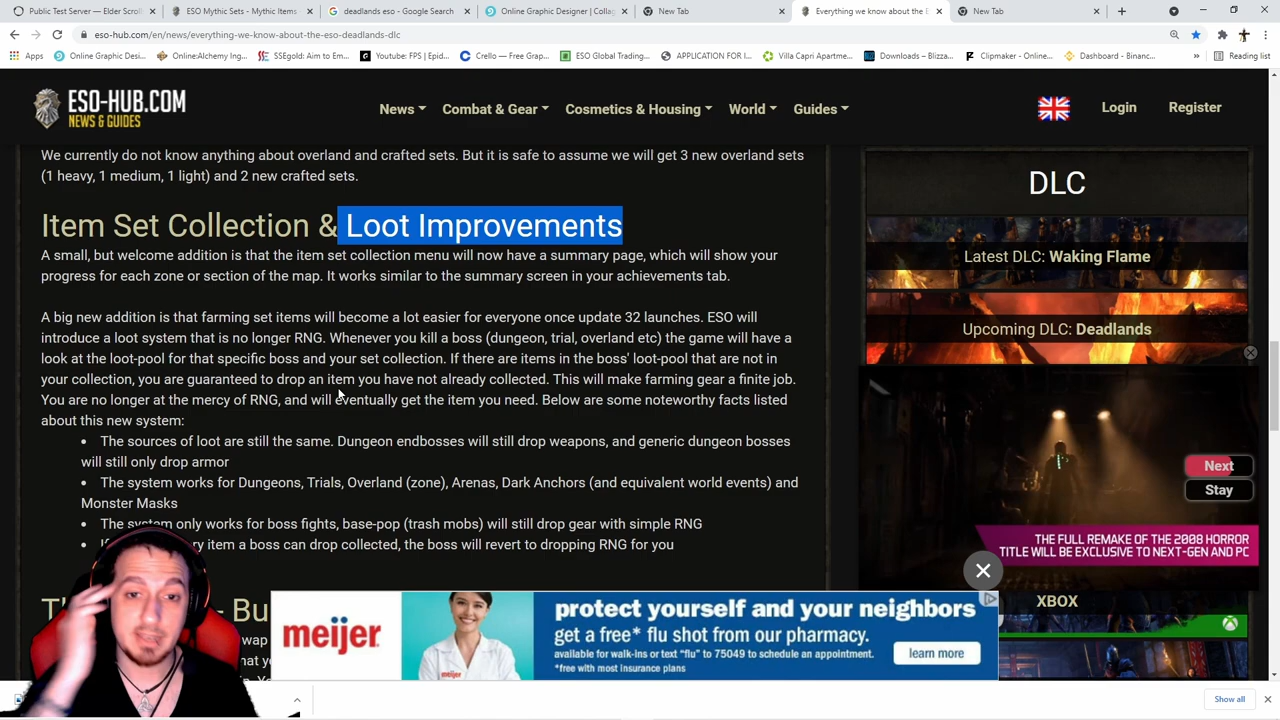 Public Test Server — Elder Scroll
ESO Mythic Sets - Mythic Items
deadlands eso - Google Search
Online Graphic Designer | Collag
New Tab
Everything we know about the E
New Tab
eso-hub.com/en/news/everything-we-know-about-the-eso-deadlands-dlc
Apps
Online Graphic Desi...
Online:Alchemy Ing...
SSEgold: Aim to Em...
Youtube: FPS | Epid...
Crello — Free Grap...
ESO Global Trading...
APPLICATION FOR I...
Villa Capri Apartme...
Downloads – Blizza...
Clipmaker - Online...
Dashboard - Binanc...
»
Reading list
ESO-HUB.COM
NEWS & GUIDES
News
Combat & Gear
Cosmetics & Housing
World
Guides
Login
Register
We currently do not know anything about overland and crafted sets. But it is safe to assume we will get 3 new overland sets
(1 heavy, 1 medium, 1 light) and 2 new crafted sets.
Item Set Collection & Loot Improvements
A small, but welcome addition is that the item set collection menu will now have a summary page, which will show your
progress for each zone or section of the map. It works similar to the summary screen in your achievements tab.
A big new addition is that farming set items will become a lot easier for everyone once update 32 launches. ESO will
introduce a loot system that is no longer RNG. Whenever you kill a boss (dungeon, trial, overland etc) the game will have a
look at the loot-pool for that specific boss and your set collection. If there are items in the boss' loot-pool that are not in
your collection, you are guaranteed to drop an item you have not already collected. This will make farming gear a finite job.
You are no longer at the mercy of RNG, and will eventually get the item you need. Below are some noteworthy facts listed
about this new system:
• The sources of loot are still the same. Dungeon endbosses will still drop weapons, and generic dungeon bosses
will still only drop armor
• The system works for Dungeons, Trials, Overland (zone), Arenas, Dark Anchors (and equivalent world events) and
Monster Masks
• The system only works for boss fights, base-pop (trash mobs) will still drop gear with simple RNG
• item a boss can drop collected, the boss will revert to dropping RNG for you
DLC
Latest DLC: Waking Flame
Upcoming DLC: Deadlands
Next
Stay
THE FULL REMAKE OF THE 2008 HORROR
TITLE WILL BE EXCLUSIVE TO NEXT-GEN AND PC
XBOX
meijer
protect yourself and your neighbors
get a free* flu shot from our pharmacy.
available for walk-ins or text "flu" to 75049 to schedule an appointment.
*free with most insurance plans
learn more
Show all